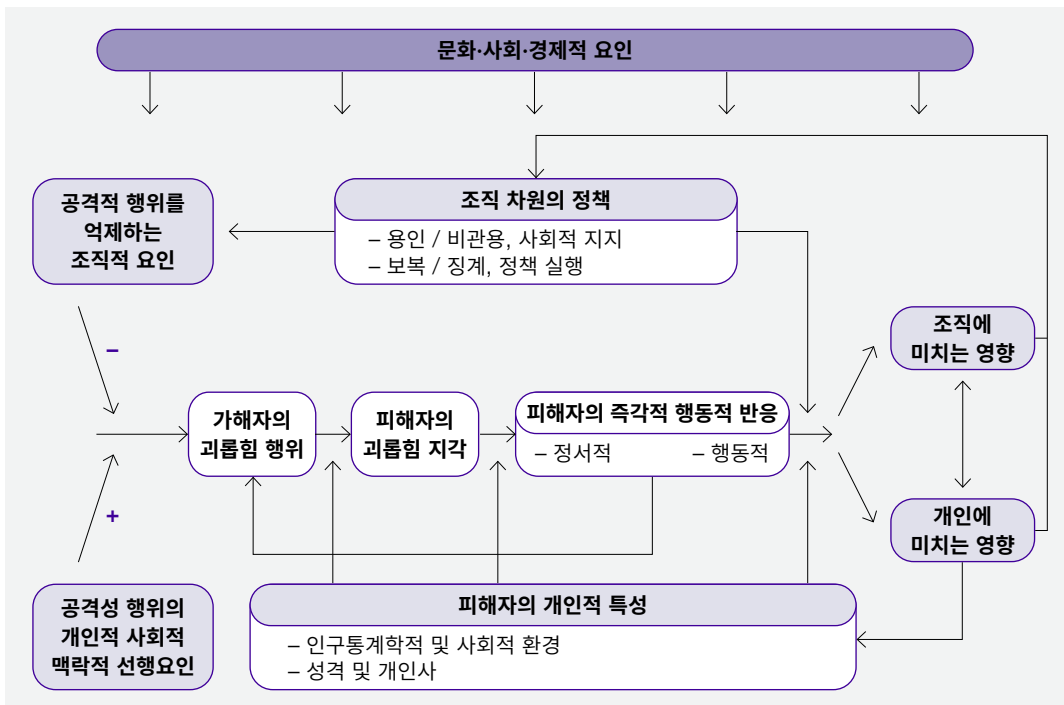 문화·사회·경제적 요인
공격적 행위를
억제하는
조직적 요인
조직 차원의 정책
– 용인 / 비관용, 사회적 지지
– 보복 / 징계, 정책 실행
–
조직에
미치는 영향
가해자의
괴롭힘 행위
피해자의
괴롭힘 지각
피해자의 즉각적 행동적 반응
– 정서적 – 행동적
+
개인에
미치는 영향
공격성 행위의
개인적 사회적
맥락적 선행요인
피해자의 개인적 특성
– 인구통계학적 및 사회적 환경
– 성격 및 개인사